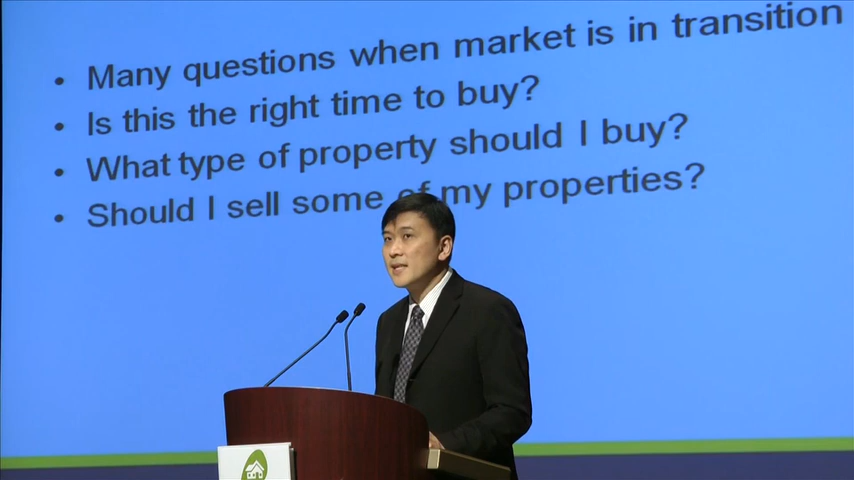 • Many questions when market is in transition
• Is this the right time to buy?
• What type of property should I buy?
• Should I sell some of my properties?